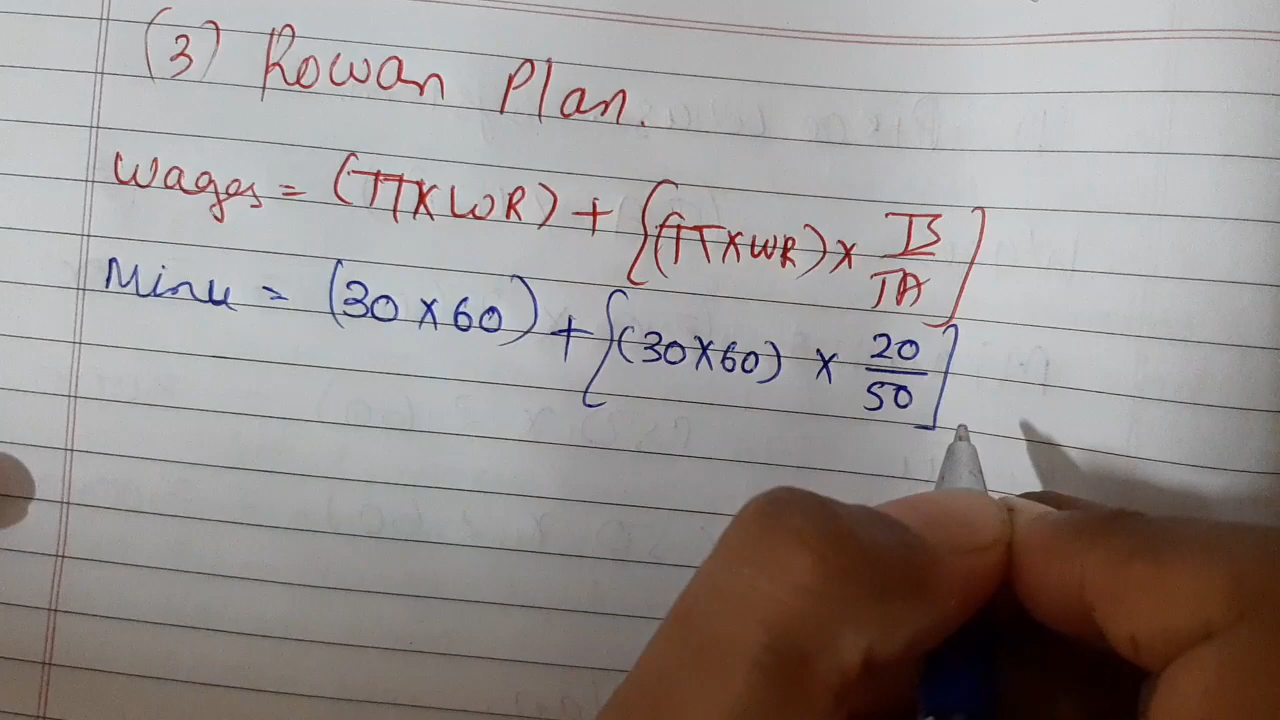 (3) Rowan Plan.
Wages = (TT×WR) + [(TT×WR) × TS/TA]
Minu = (30×60) + [(30×60) × 20/50]